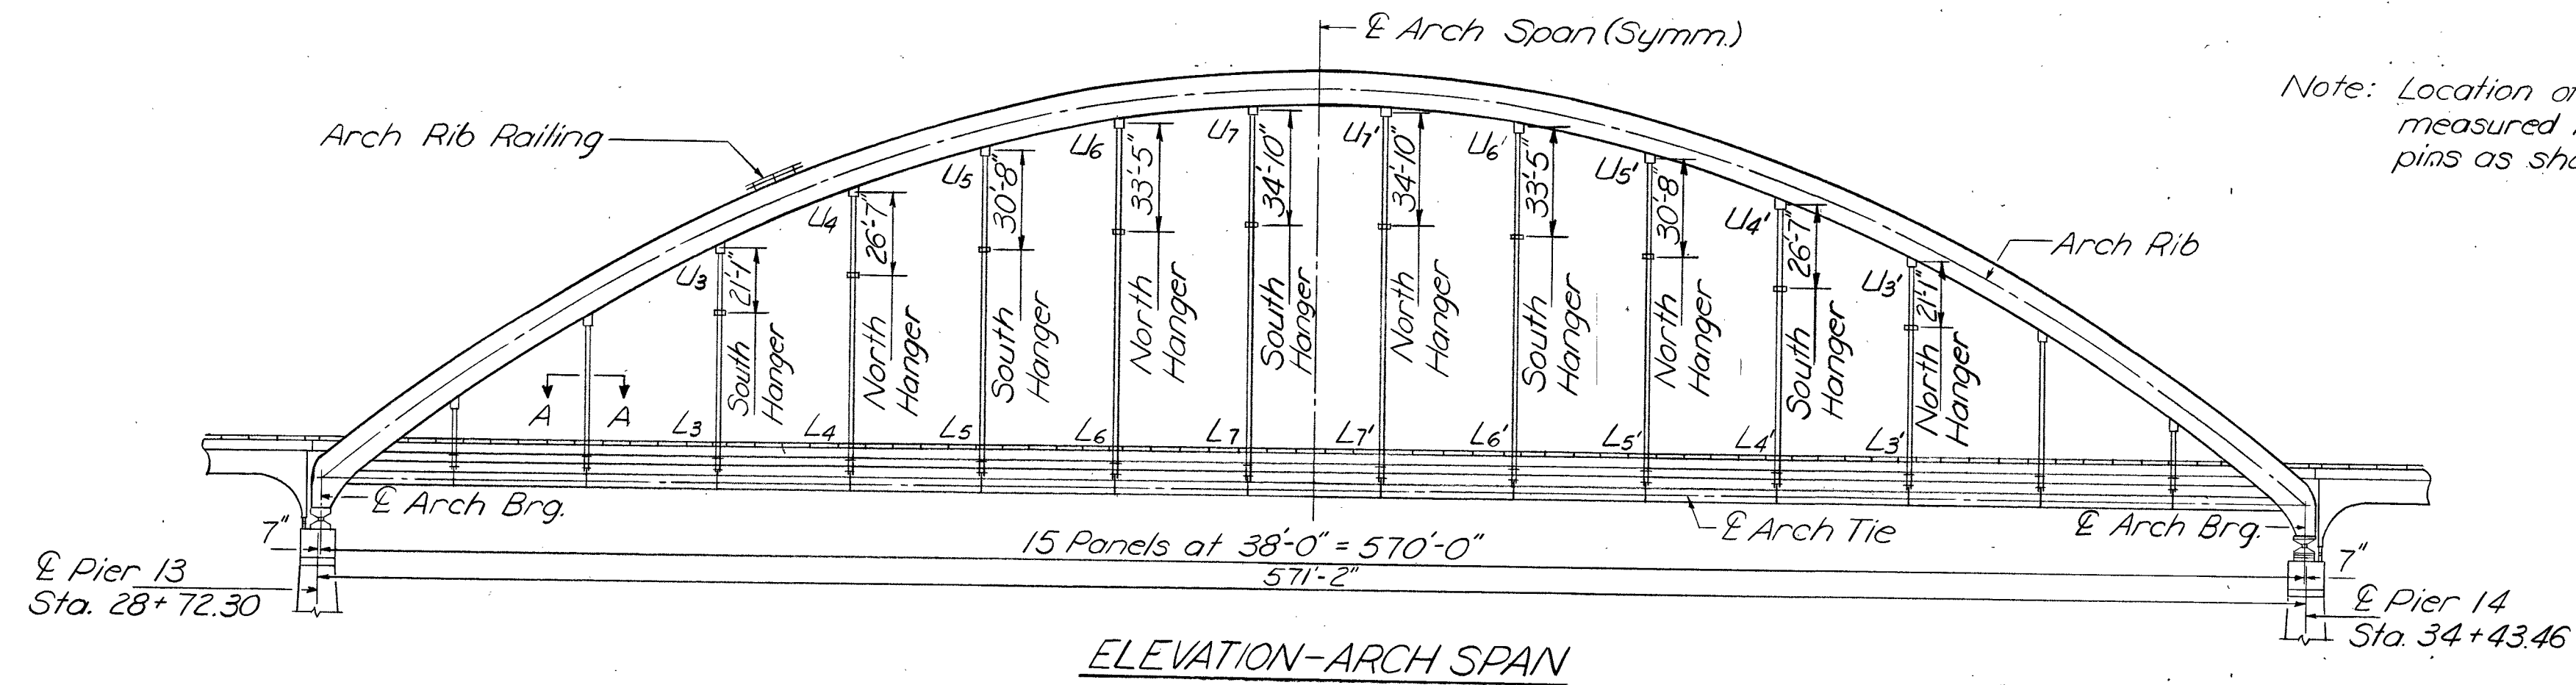 ℄ Arch Span (Symm.)
Note: Location of
measured
pins as sho
Arch Rib Railing
Arch Rib
U3
U4
U5
U6
U7
U7'
U6'
U5'
U4'
U3'
21'-1"
26'-7"
30'-8"
33'-5"
34'-10"
34'-10"
33'-5"
30'-8"
26'-7"
21'-1"
South
Hanger
North
Hanger
South
Hanger
North
Hanger
South
Hanger
North
Hanger
South
Hanger
North
Hanger
South
Hanger
North
Hanger
A
A
L3
L4
L5
L6
L7
L7'
L6'
L5'
L4'
L3'
℄ Arch Brg.
℄ Arch Tie
℄ Arch Brg.
7"
15 Panels at 38'-0" = 570'-0"
7"
571'-2"
℄ Pier 13
Sta. 28+72.30
℄ Pier 14
Sta. 34+43.46
ELEVATION-ARCH SPAN